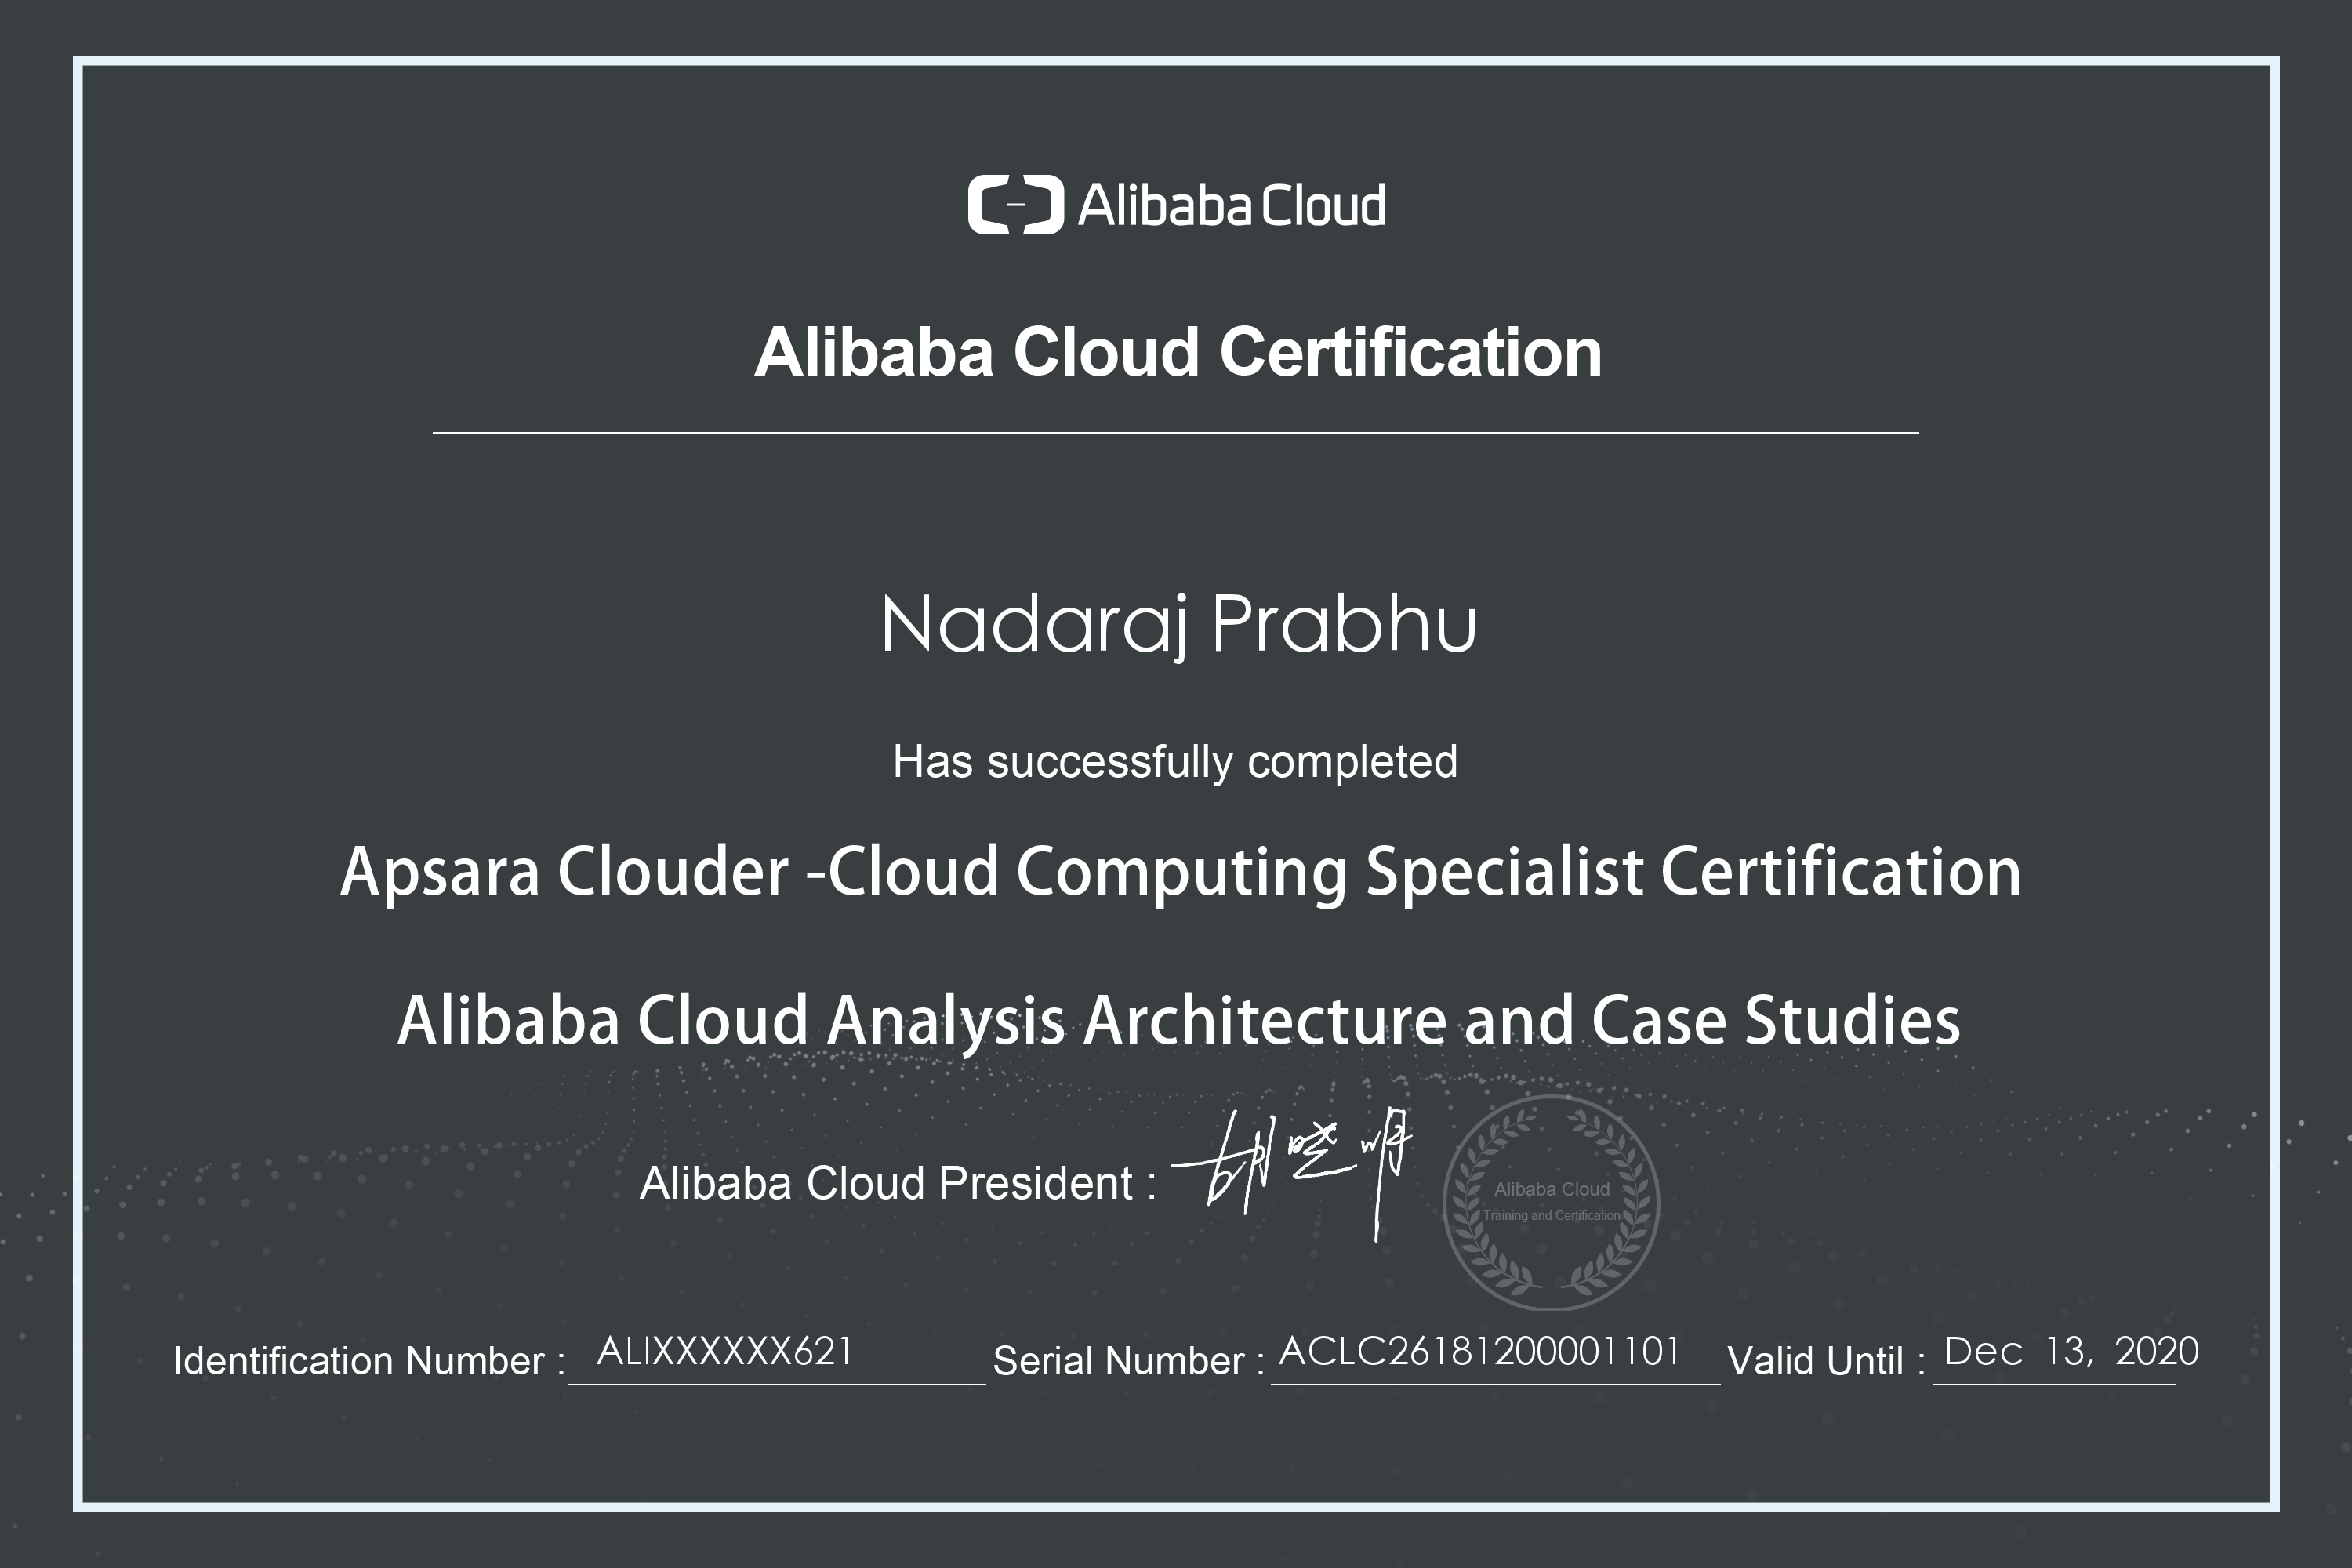 Alibaba Cloud
Alibaba Cloud Certification
Nadaraj Prabhu
Has successfully completed
Apsara Clouder -Cloud Computing Specialist Certification
Alibaba Cloud Analysis Architecture and Case Studies
Alibaba Cloud President :
Alibaba Cloud
Training and Certification
Identification Number : ALIXXXXXX621 Serial Number : ACLC26181200001101 Valid Until : Dec 13, 2020